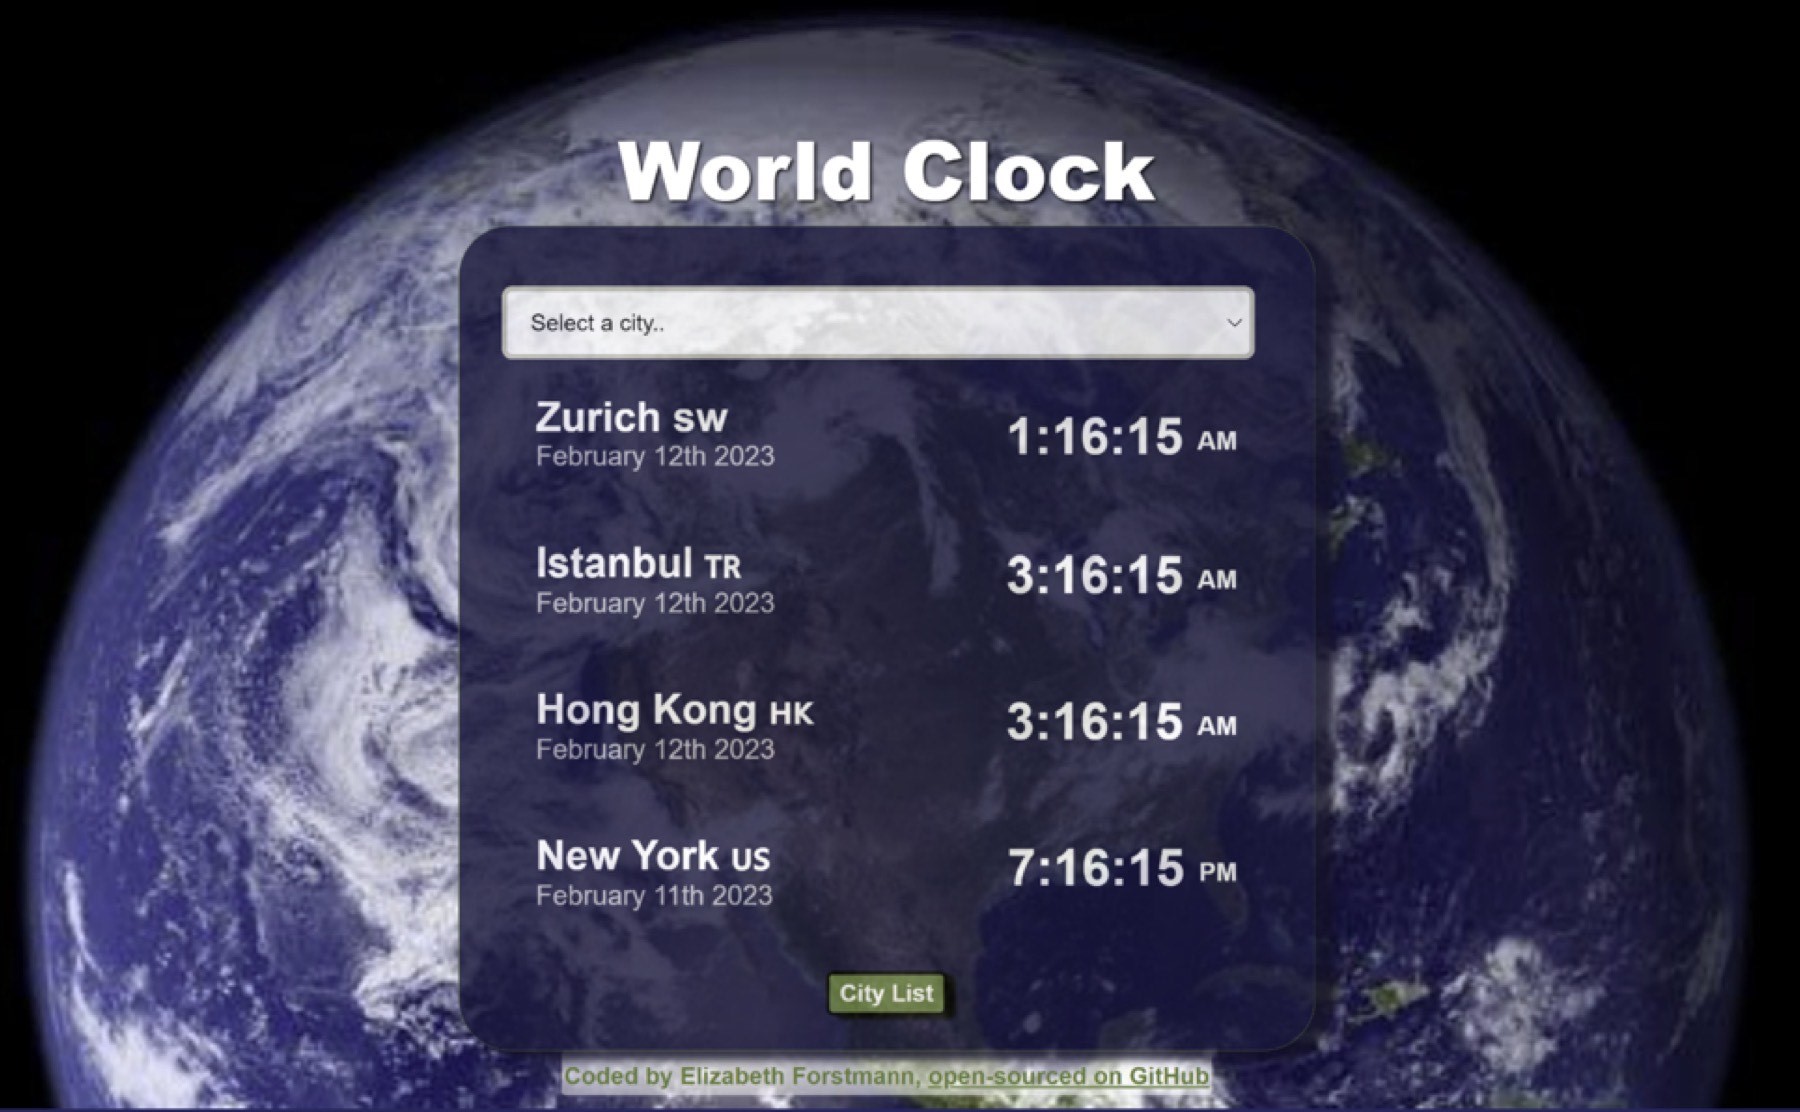 World Clock
Select a city..
Zurich SW
February 12th 2023
1:16:15 AM
Istanbul TR
February 12th 2023
3:16:15 AM
Hong Kong HK
February 12th 2023
3:16:15 AM
New York US
February 11th 2023
7:16:15 PM
City List
Coded by Elizabeth Forstmann, open-sourced on GitHub